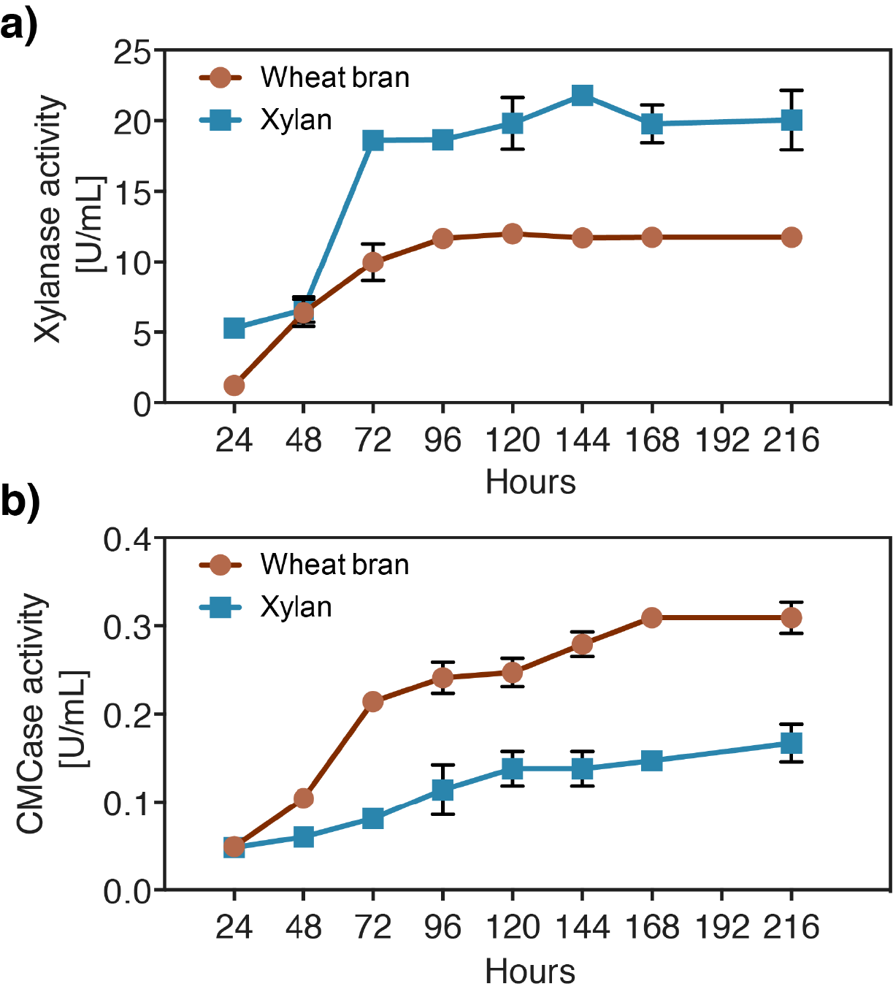 a)
Xylanase activity
[U/mL]
25
20
15
10
5
0
Wheat bran
Xylan
24 48 72 96 120 144 168 192 216
Hours
b)
CMCase activity
[U/mL]
0.4
0.3
0.2
0.1
0.0
Wheat bran
Xylan
24 48 72 96 120 144 168 192 216
Hours